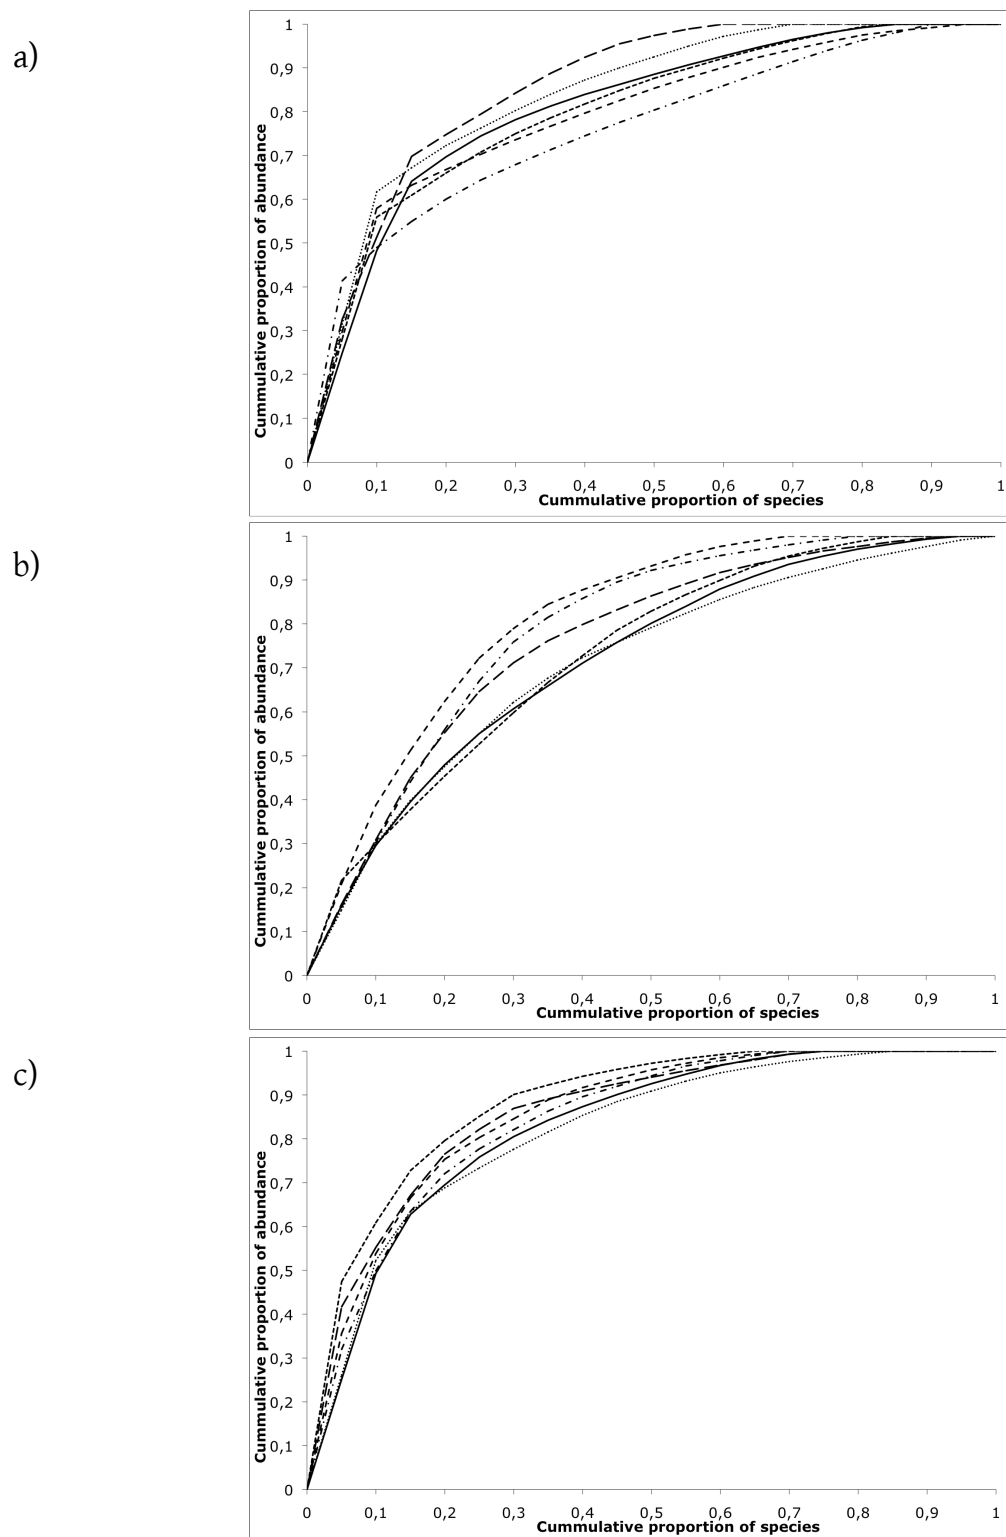 a)
1
0,9
0,8
0,7
0,6
0,5
0,4
0,3
0,2
0,1
0
Cummulative proportion of abundance
0 0,1 0,2 0,3 0,4 0,5 0,6 0,7 0,8 0,9 1
Cummulative proportion of species
b)
1
0,9
0,8
0,7
0,6
0,5
0,4
0,3
0,2
0,1
0
Cummulative proportion of abundance
0 0,1 0,2 0,3 0,4 0,5 0,6 0,7 0,8 0,9 1
Cummulative proportion of species
c)
1
0,9
0,8
0,7
0,6
0,5
0,4
0,3
0,2
0,1
0
Cummulative proportion of abundance
0 0,1 0,2 0,3 0,4 0,5 0,6 0,7 0,8 0,9 1
Cummulative proportion of species